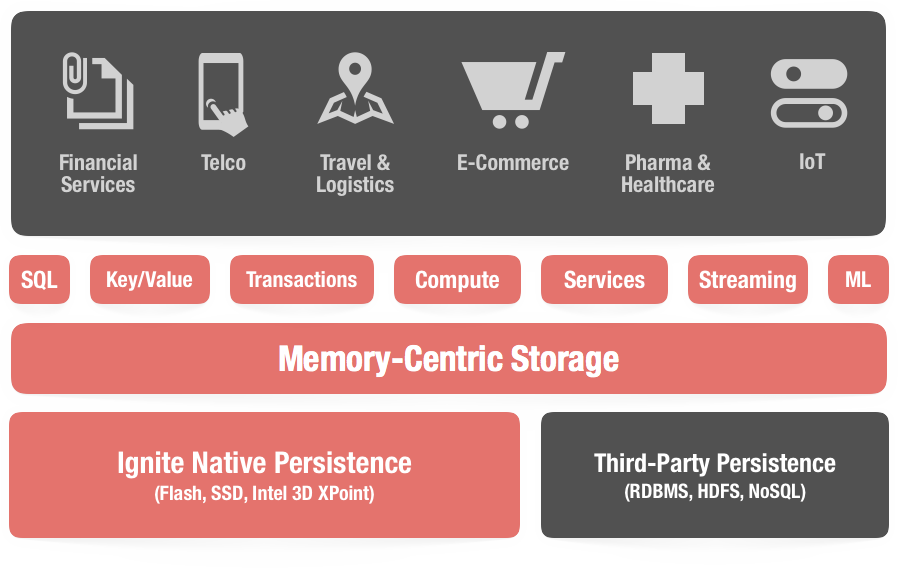 Financial
Services
Telco
Travel &
Logistics
E-Commerce
Pharma &
Healthcare
IoT
SQL
Key/Value
Transactions
Compute
Services
Streaming
ML
Memory-Centric Storage
Ignite Native Persistence
(Flash, SSD, Intel 3D XPoint)
Third-Party Persistence
(RDBMS, HDFS, NoSQL)